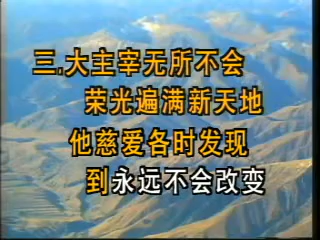 三.大主宰无所不会
荣光遍满新天地
他慈爱各时发现
到永远不会改变